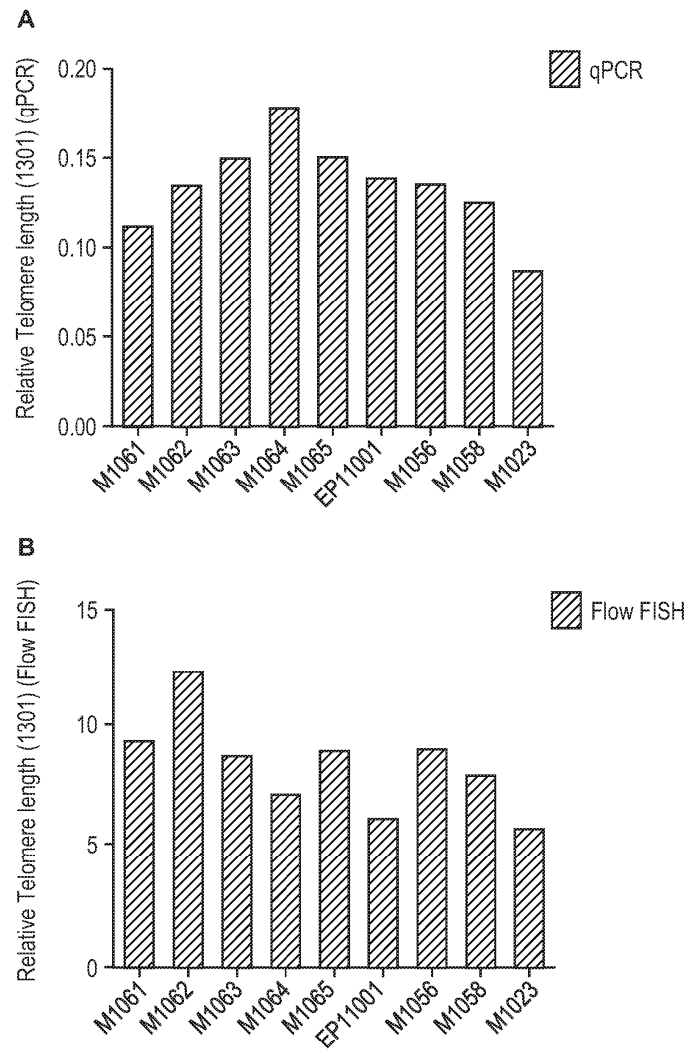 A
Relative Telomere length (1301) (qPCR)
qPCR
0.20
0.15
0.10
0.05
0.00
M1061
M1062
M1063
M1064
M1065
EP11001
M1056
M1058
M1023
B
Relative Telomere length (1301) (Flow FISH)
Flow FISH
15
10
5
0
M1061
M1062
M1063
M1064
M1065
EP11001
M1056
M1058
M1023